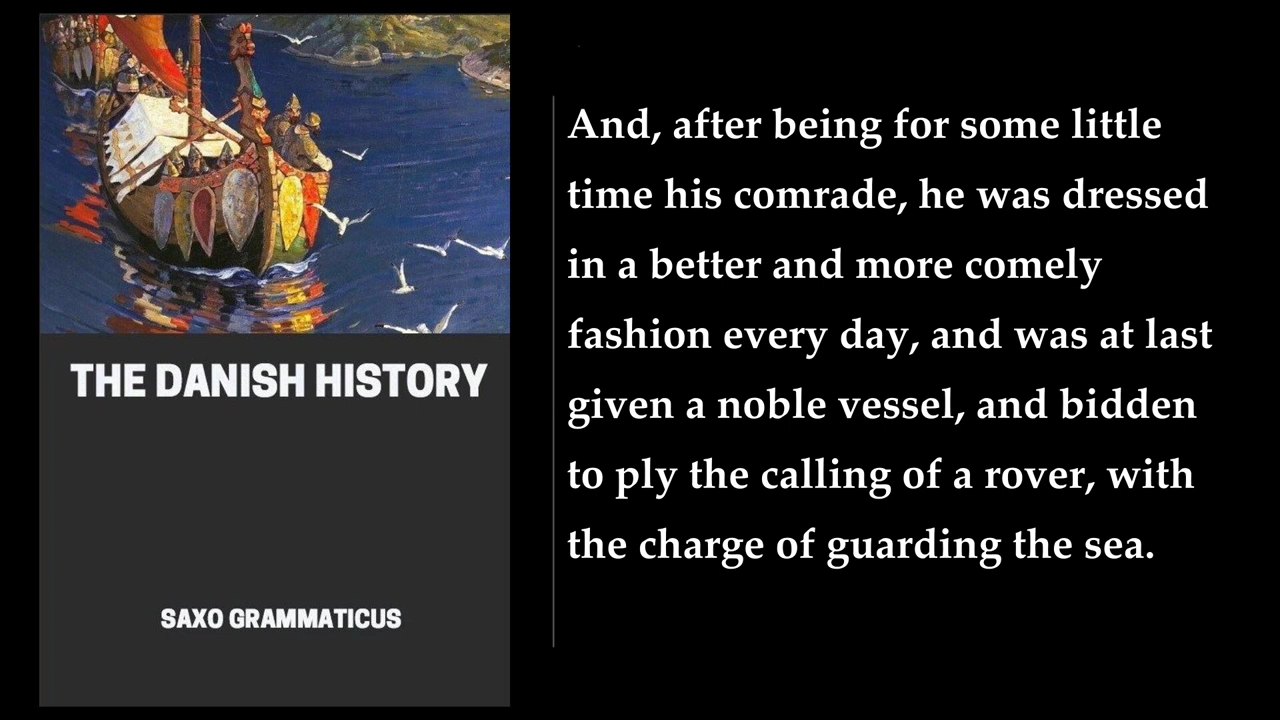 THE DANISH HISTORY
SAXO GRAMMATICUS
And, after being for some little
time his comrade, he was dressed
in a better and more comely
fashion every day, and was at last
given a noble vessel, and bidden
to ply the calling of a rover, with
the charge of guarding the sea.